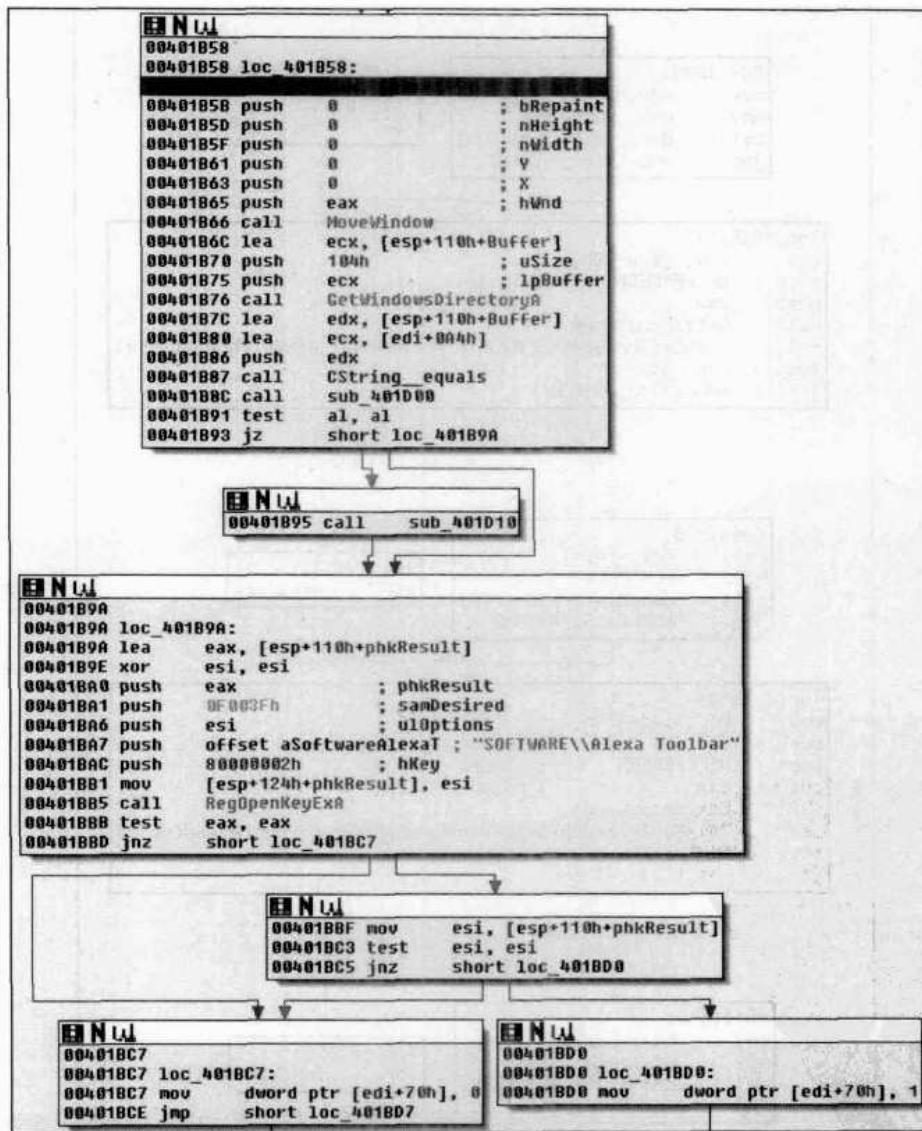 00401B58
00401B58 loc_401B58:
00401B5B push 0 ; bRepaint
00401B5D push 0 ; nHeight
00401B5F push 0 ; nWidth
00401B61 push 0 ; Y
00401B63 push 0 ; X
00401B65 push eax ; hWnd
00401B66 call MoveWindow
00401B6C lea ecx, [esp+110h+Buffer]
00401B70 push 104h ; uSize
00401B75 push ecx ; lpBuffer
00401B76 call GetWindowsDirectoryA
00401B7C lea edx, [esp+110h+Buffer]
00401B80 lea ecx, [edi+0A4h]
00401B86 push edx
00401B87 call CString__equals
00401B8C call sub_401D00
00401B91 test al, al
00401B93 jz short loc_401B9A
00401B95 call sub_401D10
00401B9A
00401B9A loc_401B9A:
00401B9A lea eax, [esp+110h+phkResult]
00401B9E xor esi, esi
00401BA0 push eax ; phkResult
00401BA1 push 0F003Fh ; samDesired
00401BA6 push esi ; ulOptions
00401BA7 push offset aSoftwareAlexaT ; "SOFTWARE\\Alexa Toolbar"
00401BAC push 80000002h ; hKey
00401BB1 mov [esp+124h+phkResult], esi
00401BB5 call RegOpenKeyExA
00401BBB test eax, eax
00401BBD jnz short loc_401BC7
00401BBF mov esi, [esp+110h+phkResult]
00401BC3 test esi, esi
00401BC5 jnz short loc_401BD0
00401BC7
00401BC7 loc_401BC7:
00401BC7 mov dword ptr [edi+70h], 0
00401BCE jmp short loc_401BD7
00401BD0
00401BD0 loc_401BD0:
00401BD0 mov dword ptr [edi+70h], 1